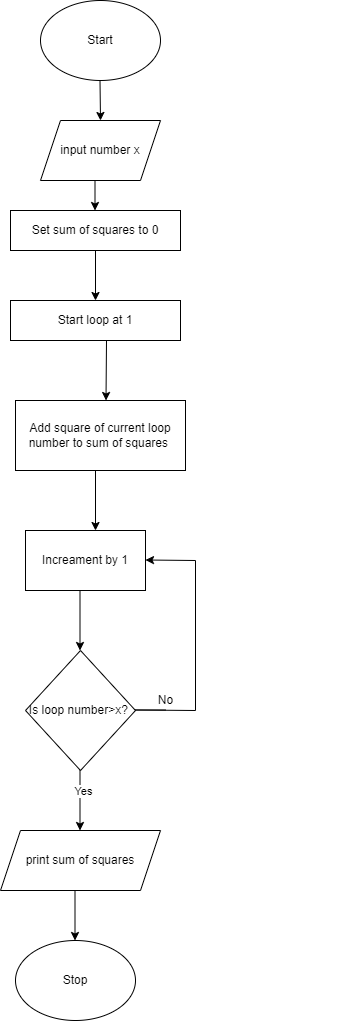 Start
input number x
Set sum of squares to 0
Start loop at 1
Add square of current loop
number to sum of squares
Increament by 1
Is loop number>x?
No
Yes
print sum of squares
Stop